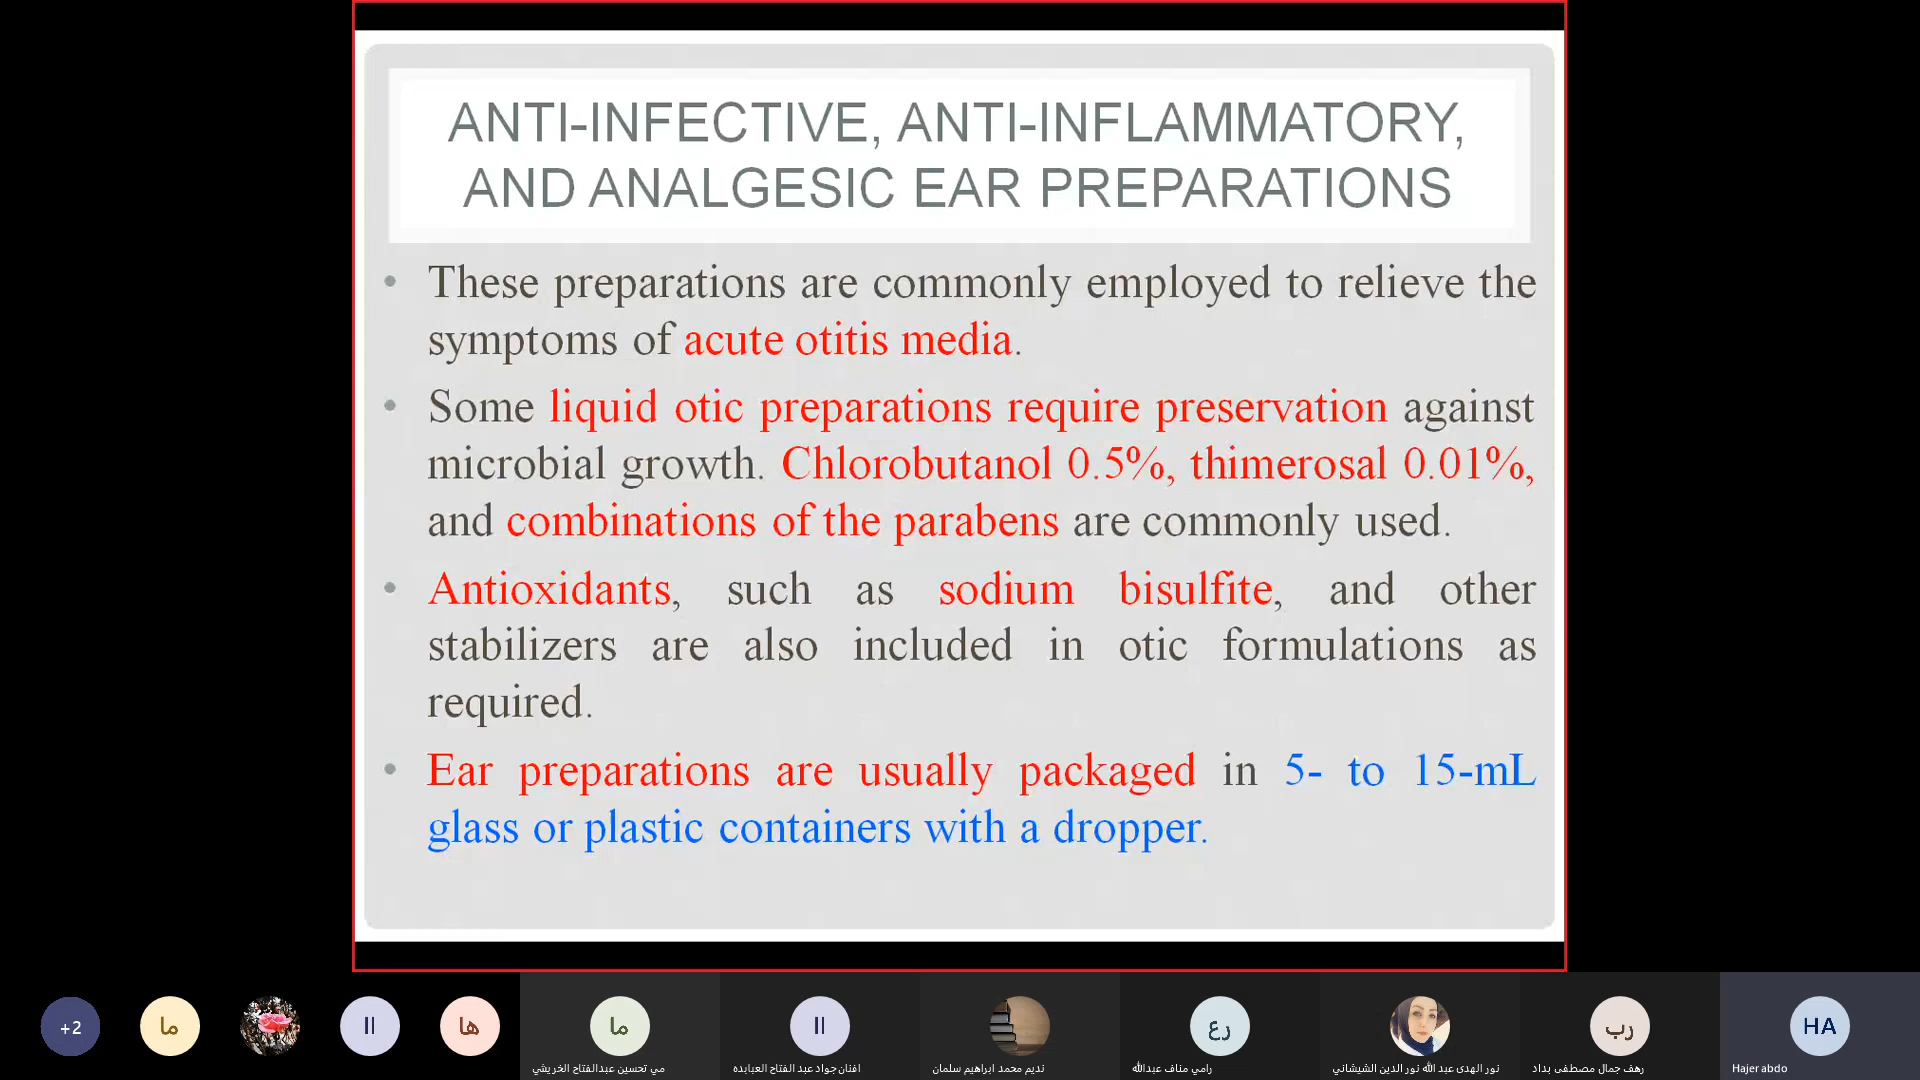 ANTI-INFECTIVE, ANTI-INFLAMMATORY,
AND ANALGESIC EAR PREPARATIONS
• These preparations are commonly employed to relieve the
symptoms of acute otitis media.
• Some liquid otic preparations require preservation against
microbial growth. Chlorobutanol 0.5%, thimerosal 0.01%,
and combinations of the parabens are commonly used.
• Antioxidants, such as sodium bisulfite, and other
stabilizers are also included in otic formulations as
required.
• Ear preparations are usually packaged in 5- to 15-mL
glass or plastic containers with a dropper.
+2
ما
اا
ها
ما
اا
رع
رب
HA
مي تحسين عبدالفتاح الخريشي
افنان جواد عبد الفتاح العبابده
نديم محمد ابراهيم سلمان
رامي مناف عبدالله
نور الهدى عبد الله نور الدين الشيشاني
رهف جمال مصطفى بداد
Hajer abdo